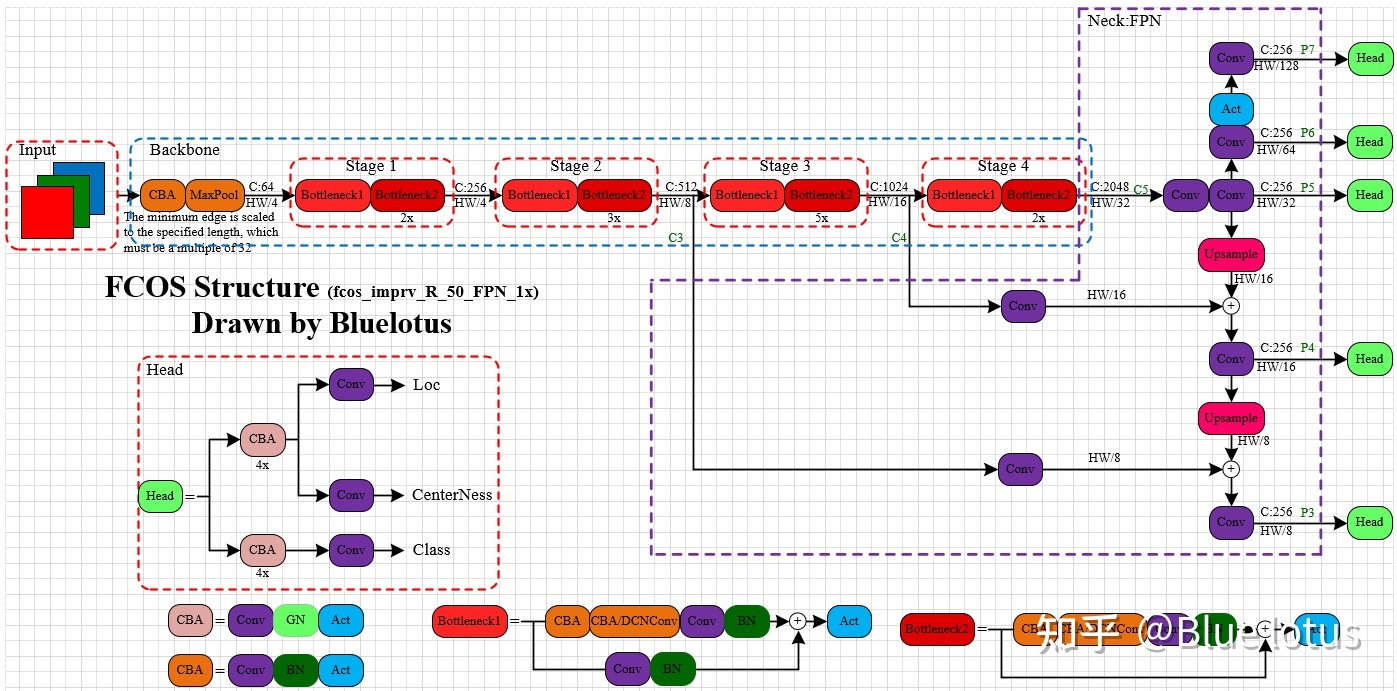 Neck:FPN
Conv
C:256 P7
HW/128
Head
Act
Conv
C:256 P6
HW/64
Head
Input
Backbone
Stage 1
Stage 2
Stage 3
Stage 4
CBA
MaxPool
C:64
HW/4
Bottleneck1
Bottleneck2
2x
C:256
HW/4
Bottleneck1
Bottleneck2
3x
C:512
HW/8
Bottleneck1
Bottleneck2
5x
C:1024
HW/16
Bottleneck1
Bottleneck2
2x
C:2048
HW/32
C5
Conv
Conv
C:256 P5
HW/32
Head
The minimum edge is scaled
to the specified length, which
must be a multiple of 32
C3
C4
Upsample
HW/16
FCOS Structure (fcos_imprv_R_50_FPN_1x)
Drawn by Bluelotus
Conv
HW/16
+
Conv
C:256 P4
HW/16
Head
Upsample
HW/8
Conv
HW/8
+
Conv
C:256 P3
HW/8
Head
Head
Conv
Loc
CBA
4x
Head
=
Conv
CenterNess
CBA
4x
Conv
Class
CBA = Conv GN Act
CBA = Conv BN Act
Bottleneck1 = CBA CBA/DCNConv Conv BN + Act
Conv BN
Bottleneck2 = CBA CBA/DCNConv Conv BN + Act
知乎 @Bluelotus